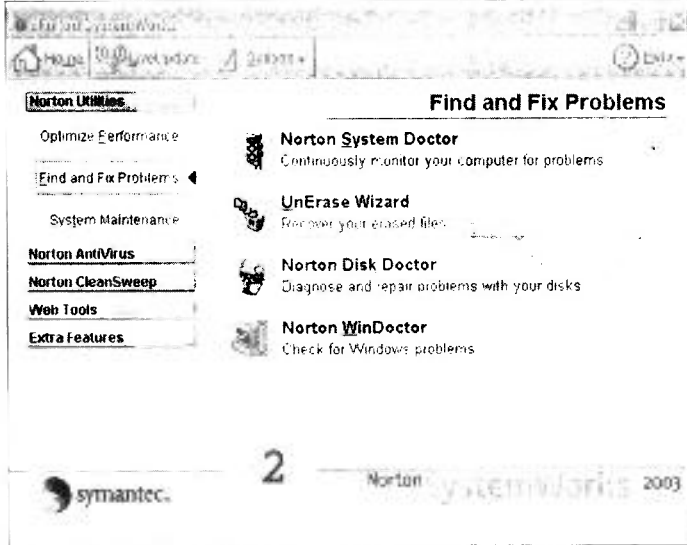 Home
Norton Utilities
Find and Fix Problems
Optimize Performance
Norton System Doctor
Continuously monitor your computer for problems
Find and Fix Problems
UnErase Wizard
Recover your erased files
System Maintenance
Norton AntiVirus
Norton Disk Doctor
Norton CleanSweep
Diagnose and repair problems with your disks
Web Tools
Norton WinDoctor
Extra Features
Check for Windows problems
2
symantec.
Norton SystemWorks 2003